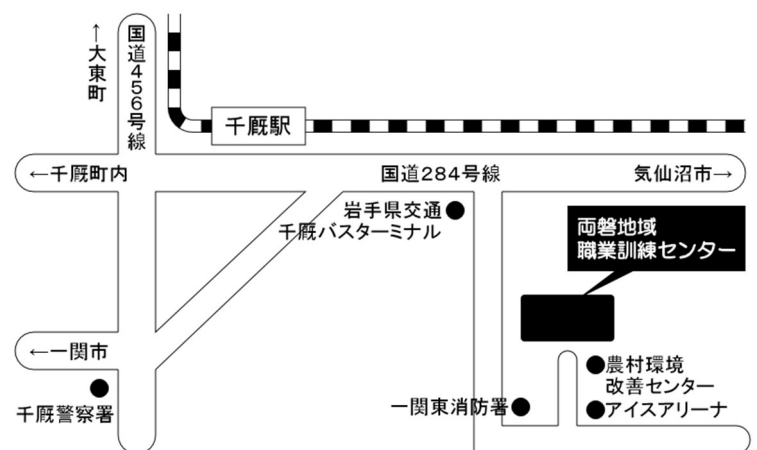 ↑大東町
国道456号線
千厩駅
←千厩町内
国道284号線
気仙沼市→
岩手県交通
千厩バスターミナル
両磐地域
職業訓練センター
←一関市
千厩警察署
農村環境
改善センター
一関東消防署
アイスアリーナ